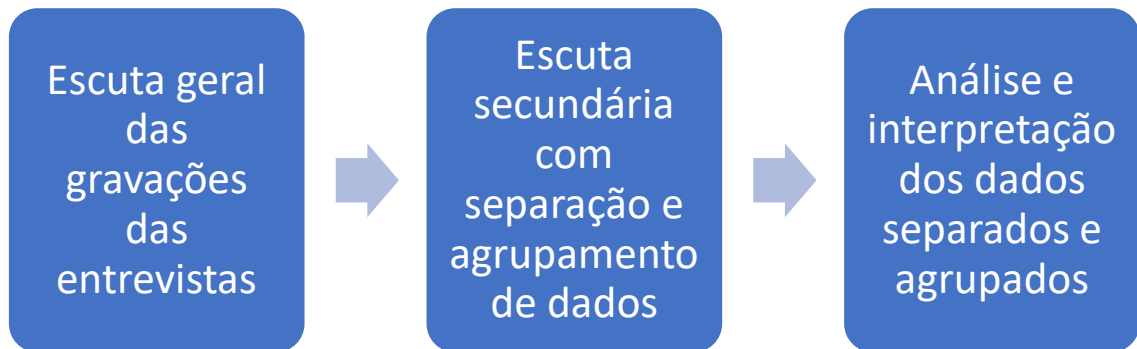 Escuta geral
das
gravações
das
entrevistas
Escuta
secundária
com
separação e
agrupamento
de dados
Análise e
interpretação
dos dados
separados e
agrupados